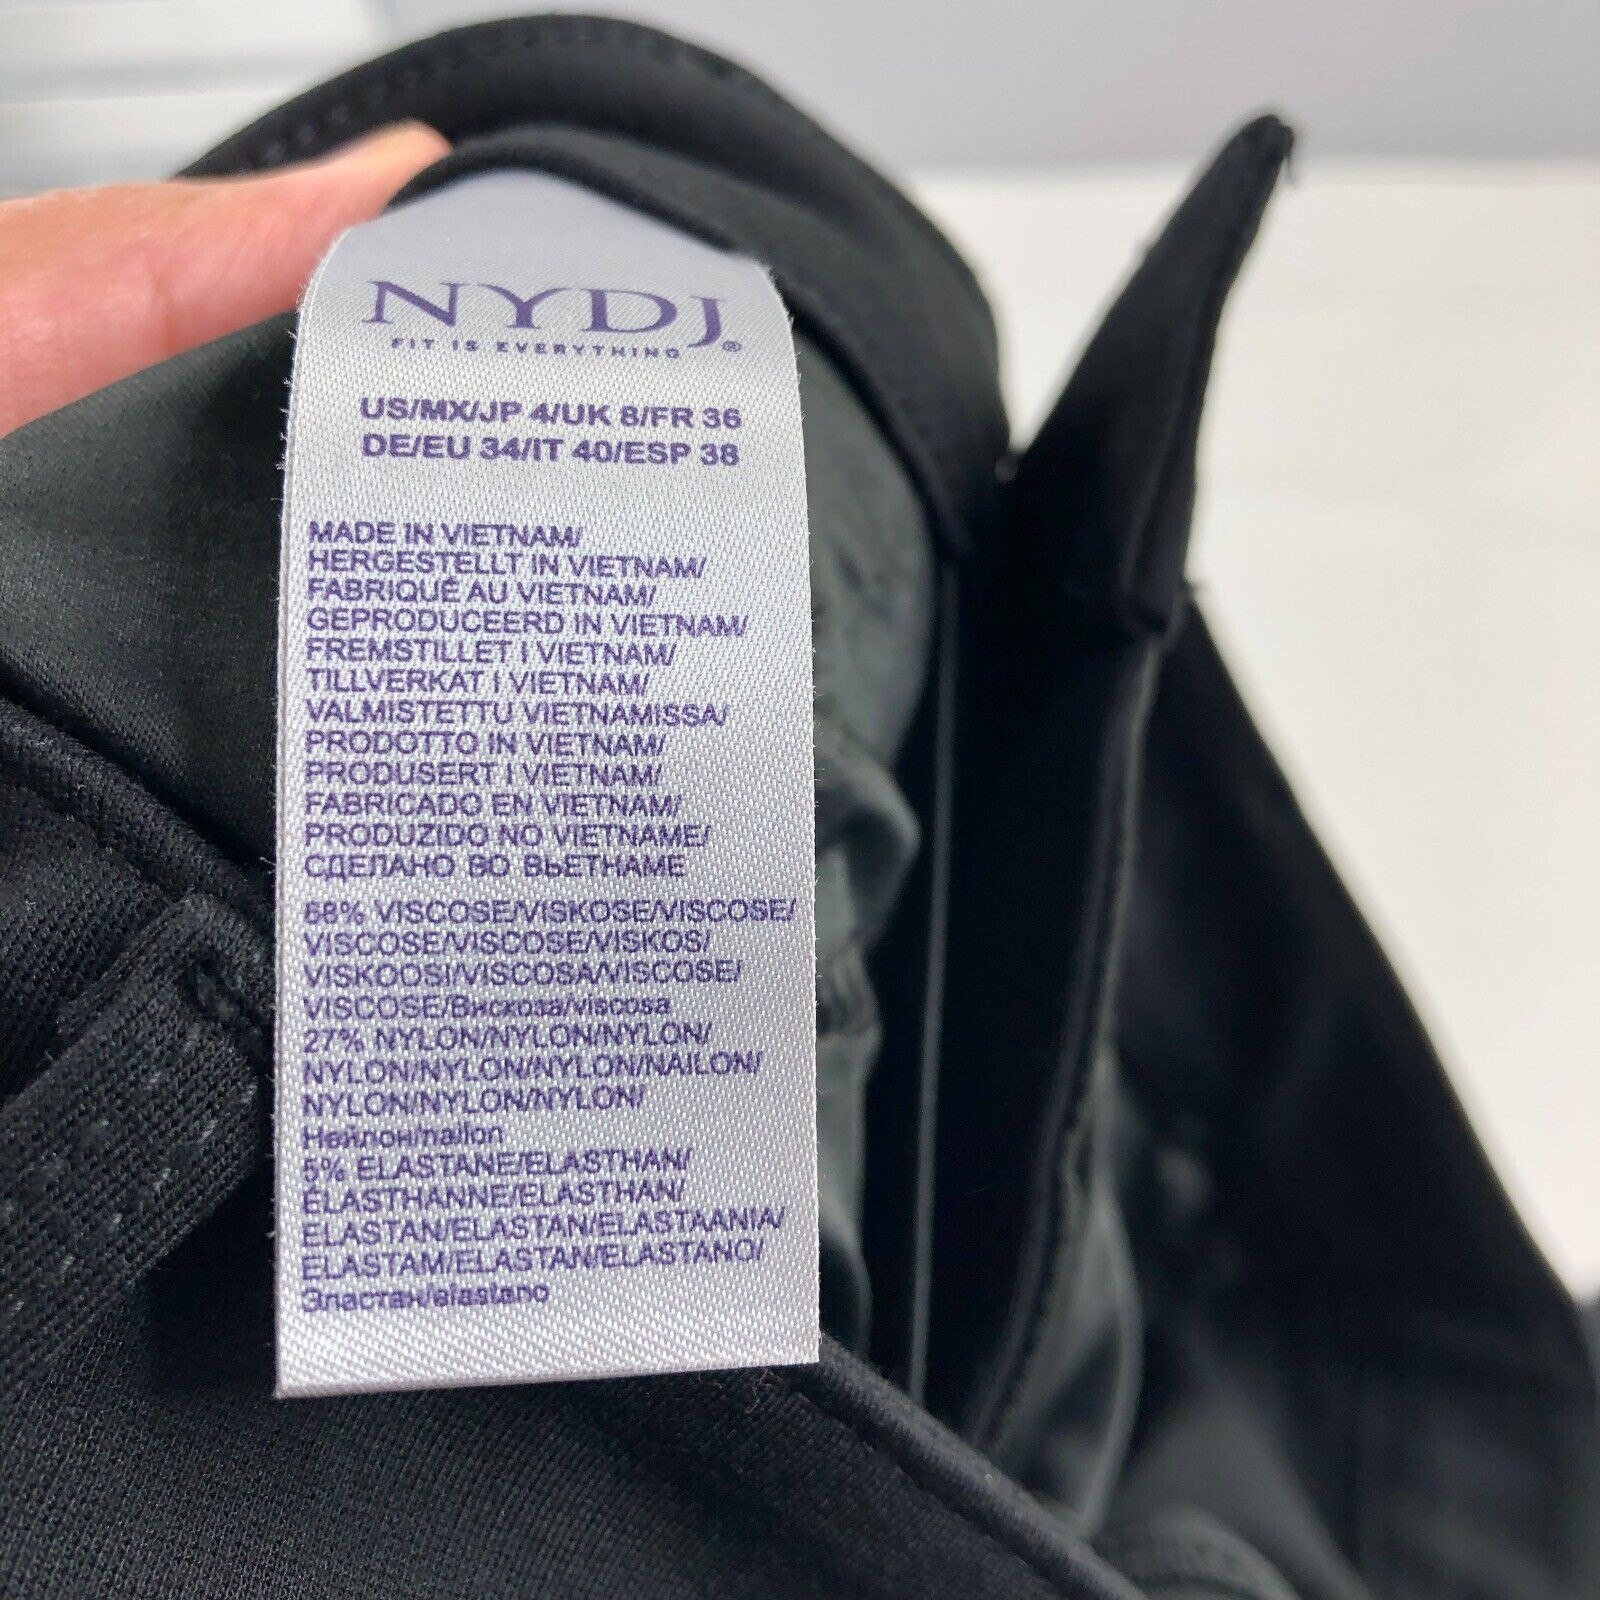 NYDJ®
FIT IS EVERYTHING
US/MX/JP 4/UK 8/FR 36
DE/EU 34/IT 40/ESP 38
MADE IN VIETNAM/
HERGESTELLT IN VIETNAM/
FABRIQUÉ AU VIETNAM/
GEPRODUCEERD IN VIETNAM/
FREMSTILLET I VIETNAM/
TILLVERKAT I VIETNAM/
VALMISTETTU VIETNAMISSA/
PRODOTTO IN VIETNAM/
PRODUSERT I VIETNAM/
FABRICADO EN VIETNAM/
PRODUZIDO NO VIETNAME/
СДЕЛАНО ВО ВЬЕТНАМЕ
68% VISCOSE/VISKOSE/VISCOSE/
VISCOSE/VISCOSE/VISKOS/
VISKOOSI/VISCOSA/VISCOSE/
VISCOSE/Вискоза/viscosa
27% NYLON/NYLON/NYLON/
NYLON/NYLON/NYLON/NAILON/
NYLON/NYLON/NYLON/
Нейлон/nailon
5% ELASTANE/ELASTHAN/
ÉLASTHANNE/ELASTHAN/
ELASTAN/ELASTAN/ELASTAANIA/
ELASTAM/ELASTAN/ELASTANO/
Эластан/elastano